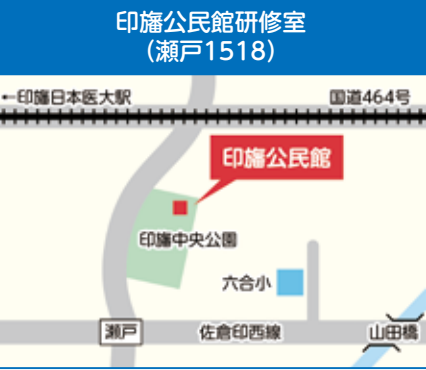 印旛公民館研修室
（瀬戸1518）
←印旛日本医大駅
国道464号
印旛公民館
印旛中央公園
六合小
瀬戸
佐倉印西線
山田橋